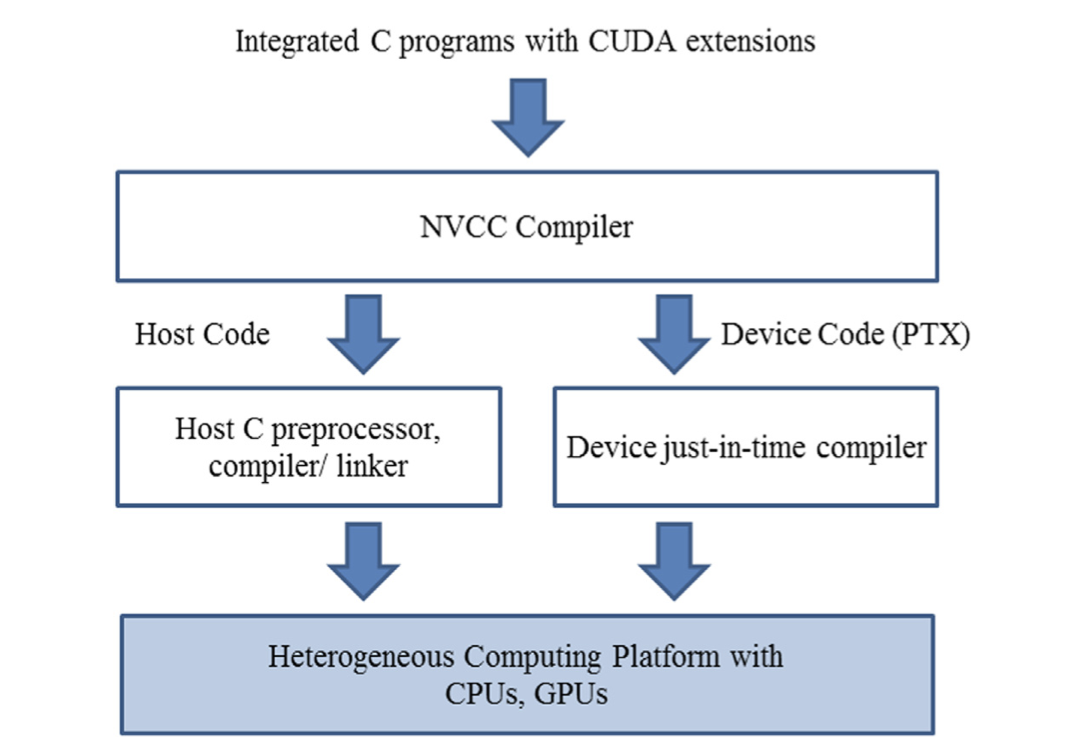 Integrated C programs with CUDA extensions
NVCC Compiler
Host Code
Device Code (PTX)
Host C preprocessor,
compiler/ linker
Device just-in-time compiler
Heterogeneous Computing Platform with
CPUs, GPUs